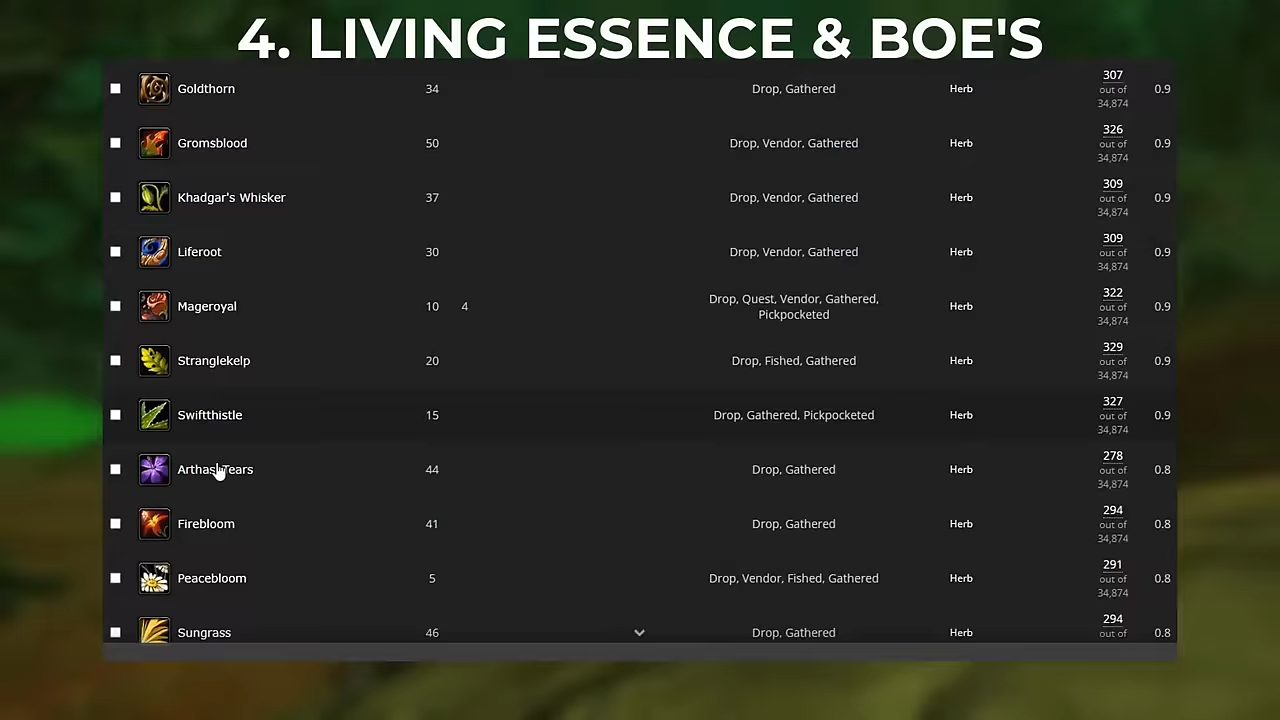 4. LIVING ESSENCE & BOE'S
Goldthorn 34 Drop, Gathered Herb 307 out of 34,874 0.9
Gromsblood 50 Drop, Vendor, Gathered Herb 326 out of 34,874 0.9
Khadgar's Whisker 37 Drop, Vendor, Gathered Herb 309 out of 34,874 0.9
Liferoot 30 Drop, Vendor, Gathered Herb 309 out of 34,874 0.9
Mageroyal 10 4 Drop, Quest, Vendor, Gathered, Pickpocketed Herb 322 out of 34,874 0.9
Stranglekelp 20 Drop, Fished, Gathered Herb 329 out of 34,874 0.9
Swiftthistle 15 Drop, Gathered, Pickpocketed Herb 327 out of 34,874 0.9
Arthas' Tears 44 Drop, Gathered Herb 278 out of 34,874 0.8
Firebloom 41 Drop, Gathered Herb 294 out of 34,874 0.8
Peacebloom 5 Drop, Vendor, Fished, Gathered Herb 291 out of 34,874 0.8
Sungrass 46 Drop, Gathered Herb 294 out of 0.8